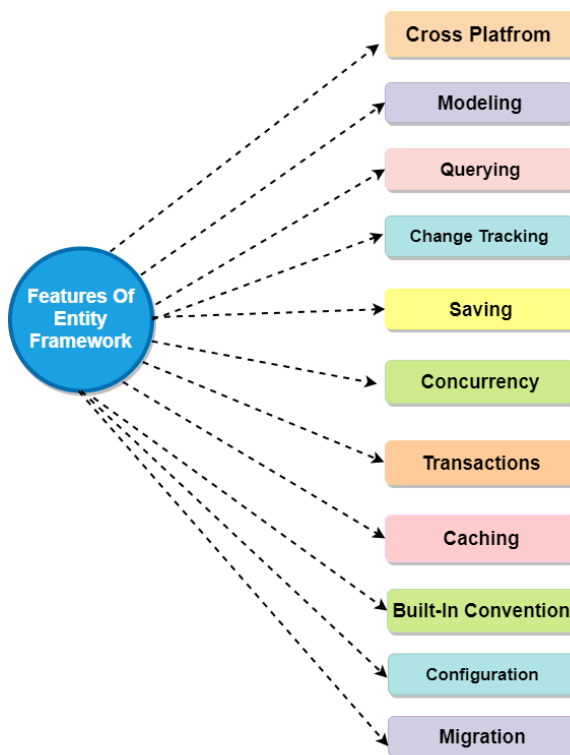 Cross Platfrom
Modeling
Querying
Change Tracking
Features Of
Entity
Framework
Saving
Concurrency
Transactions
Caching
Built-In Convention
Configuration
Migration